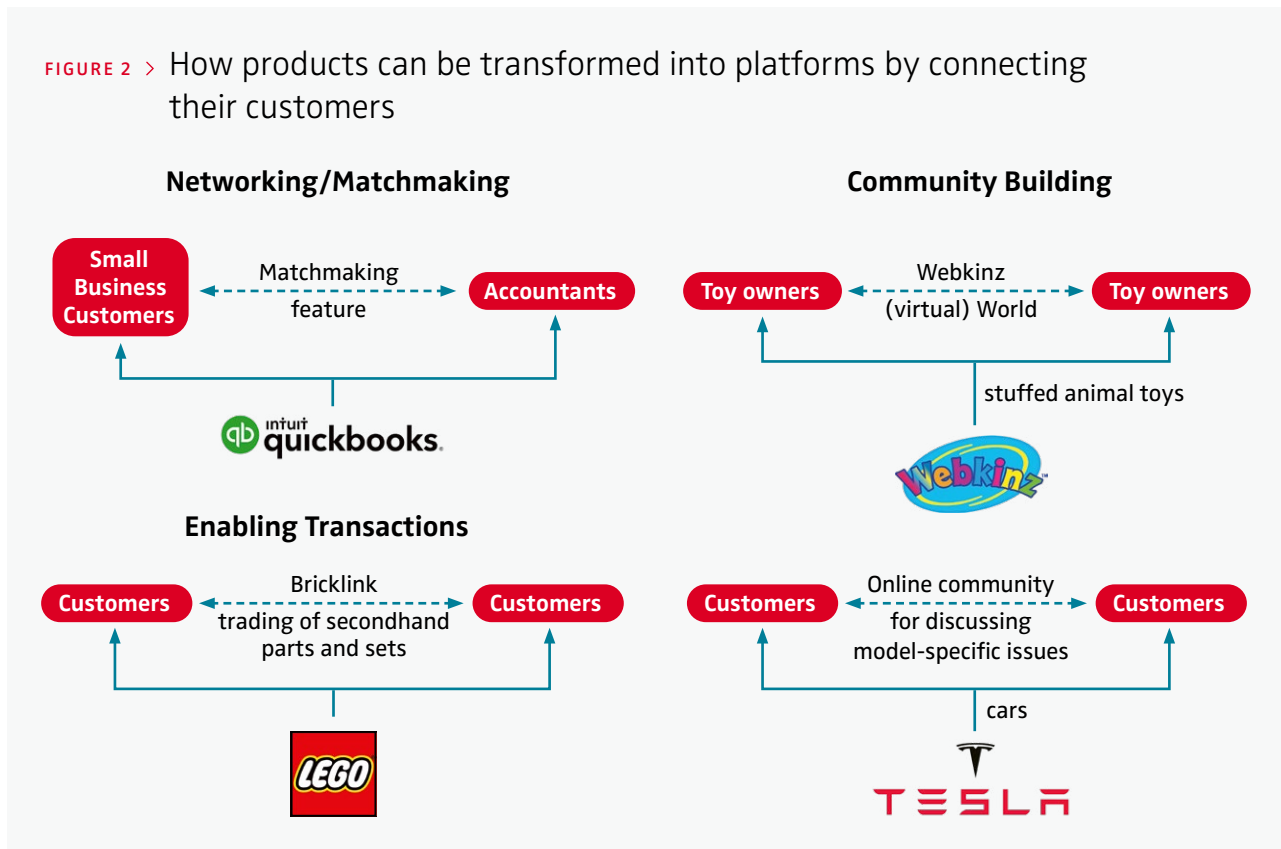 FIGURE 2 > How products can be transformed into platforms by connecting
their customers
Networking/Matchmaking
Small
Business
Customers
Matchmaking
feature
Accountants
qb
intuit
quickbooks.
Community Building
Toy owners
Webkinz
(virtual) World
Toy owners
stuffed animal toys
Webkinz™
Enabling Transactions
Customers
Bricklink
trading of secondhand
parts and sets
Customers
LEGO
Customers
Online community
for discussing
model-specific issues
Customers
cars
TESLA